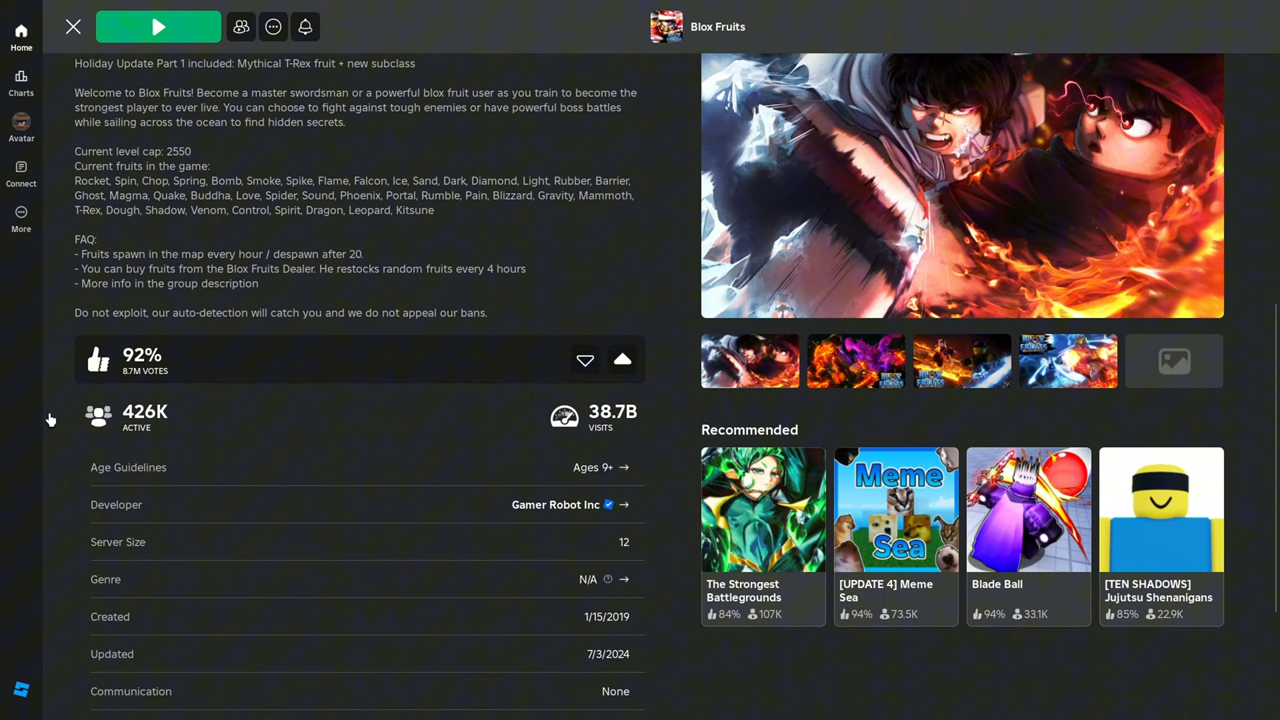 Blox Fruits
Home
Charts
Avatar
Connect
More
Holiday Update Part 1 included: Mythical T-Rex fruit + new subclass
Welcome to Blox Fruits! Become a master swordsman or a powerful blox fruit user as you train to become the
strongest player to ever live. You can choose to fight against tough enemies or have powerful boss battles
while sailing across the ocean to find hidden secrets.
Current level cap: 2550
Current fruits in the game:
Rocket, Spin, Chop, Spring, Bomb, Smoke, Spike, Flame, Falcon, Ice, Sand, Dark, Diamond, Light, Rubber, Barrier,
Ghost, Magma, Quake, Buddha, Love, Spider, Sound, Phoenix, Portal, Rumble, Pain, Blizzard, Gravity, Mammoth,
T-Rex, Dough, Shadow, Venom, Control, Spirit, Dragon, Leopard, Kitsune
FAQ:
- Fruits spawn in the map every hour / despawn after 20.
- You can buy fruits from the Blox Fruits Dealer. He restocks random fruits every 4 hours
- More info in the group description
Do not exploit, our auto-detection will catch you and we do not appeal our bans.
92%
8.7M VOTES
426K
ACTIVE
38.7B
VISITS
Age Guidelines Ages 9+
Developer Gamer Robot Inc
Server Size 12
Genre N/A
Created 1/15/2019
Updated 7/3/2024
Communication None
Recommended
Meme
Sea
The Strongest
Battlegrounds
84% 107K
[UPDATE 4] Meme
Sea
94% 73.5K
Blade Ball
94% 33.1K
[TEN SHADOWS]
Jujutsu Shenanigans
85% 22.9K